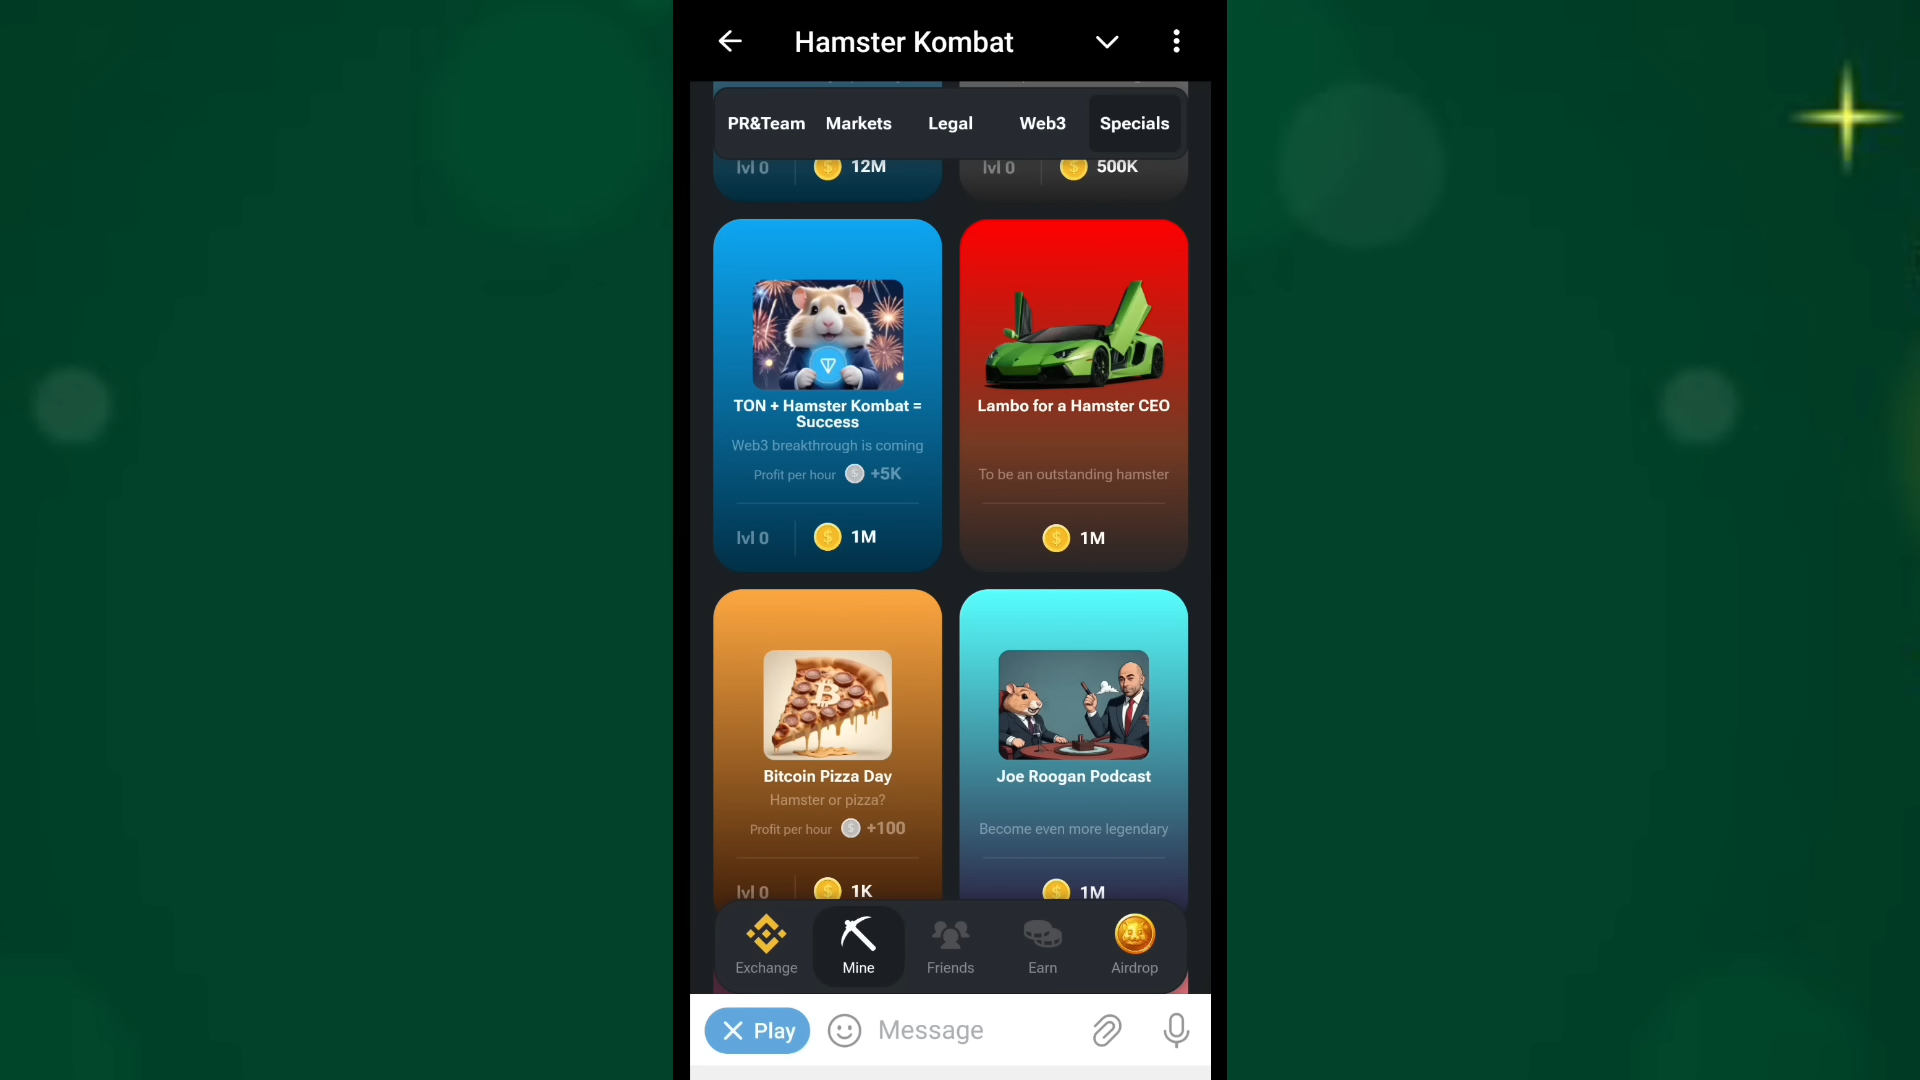 Hamster Kombat
PR&Team Markets Legal Web3 Specials
lvl 0 12M
lvl 0 500K
TON + Hamster Kombat =
Success
Web3 breakthrough is coming
Profit per hour +5K
lvl 0 1M
Lambo for a Hamster CEO
To be an outstanding hamster
1M
Bitcoin Pizza Day
Hamster or pizza?
Profit per hour +100
lvl 0 1K
Joe Roogan Podcast
Become even more legendary
1M
Exchange Mine Friends Earn Airdrop
Play Message